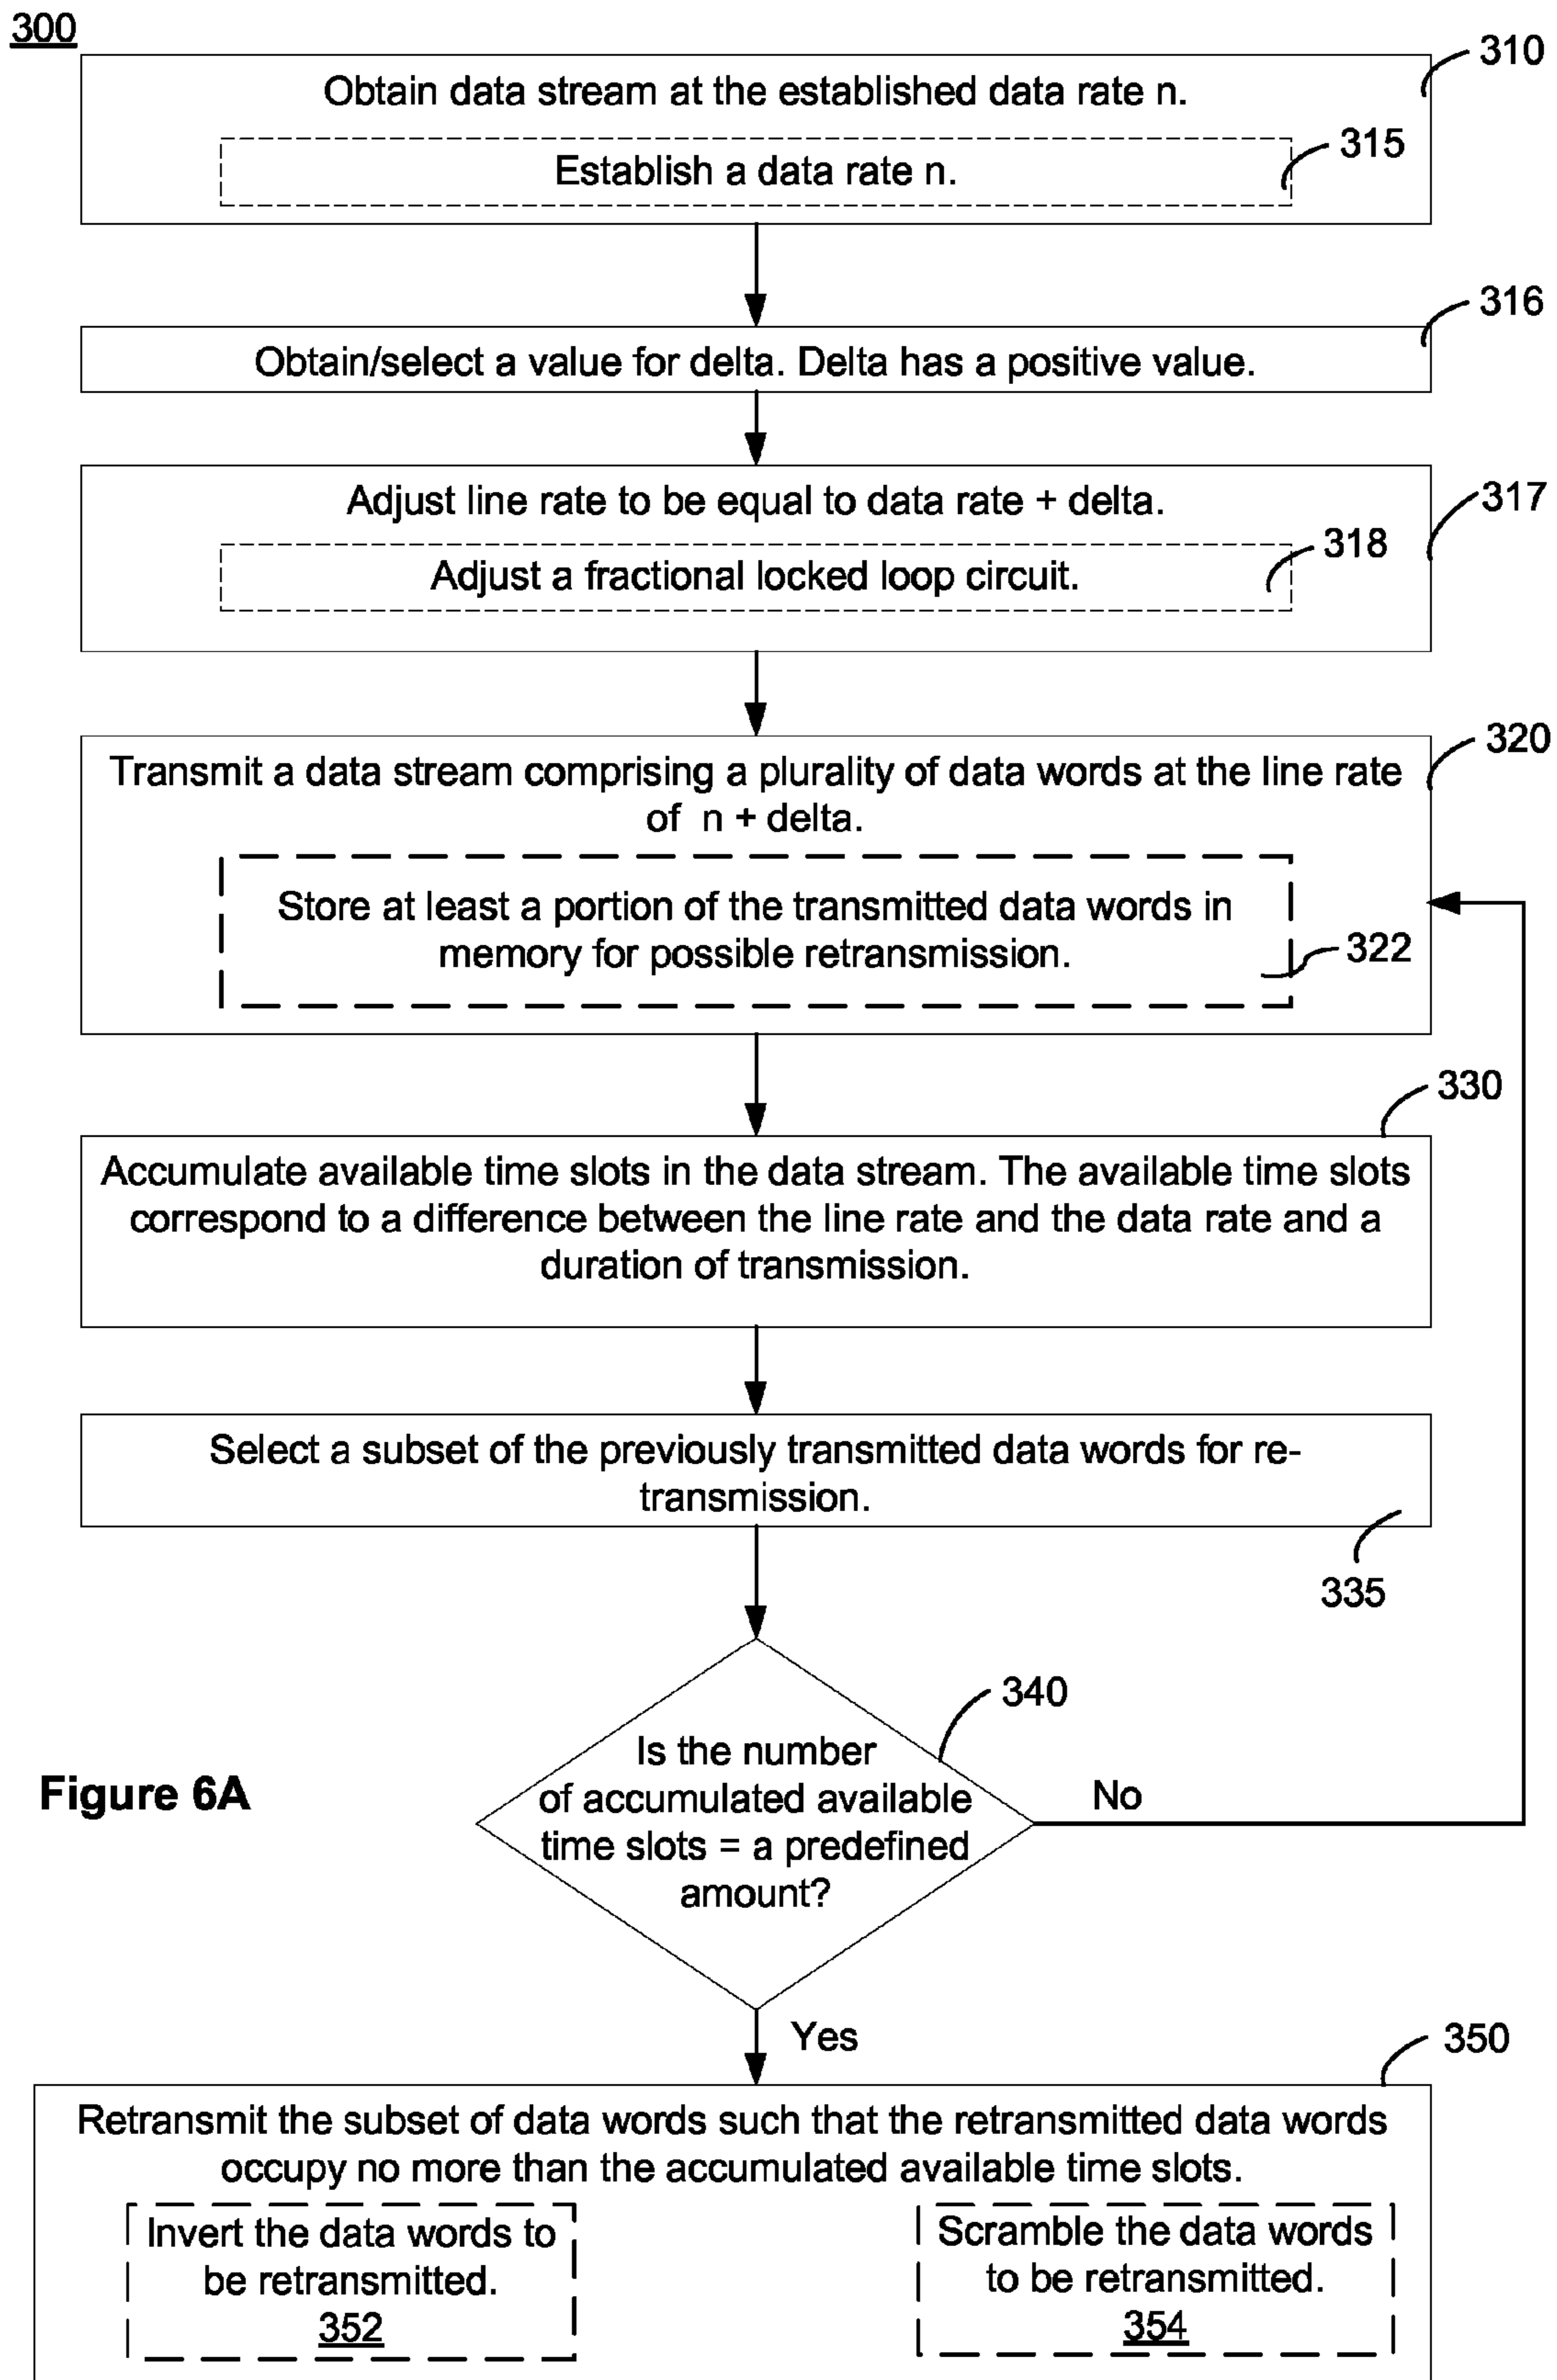 300
310
Obtain data stream at the established data rate n.
315
Establish a data rate n.
316
Obtain/select a value for delta. Delta has a positive value.
317
Adjust line rate to be equal to data rate + delta.
318
Adjust a fractional locked loop circuit.
320
Transmit a data stream comprising a plurality of data words at the line rate
of n + delta.
Store at least a portion of the transmitted data words in
memory for possible retransmission.
322
330
Accumulate available time slots in the data stream. The available time slots
correspond to a difference between the line rate and the data rate and a
duration of transmission.
Select a subset of the previously transmitted data words for re-
transmission.
335
340
Is the number
of accumulated available
time slots = a predefined
amount?
No
Figure 6A
Yes
350
Retransmit the subset of data words such that the retransmitted data words
occupy no more than the accumulated available time slots.
Invert the data words to
be retransmitted.
352
Scramble the data words
to be retransmitted.
354